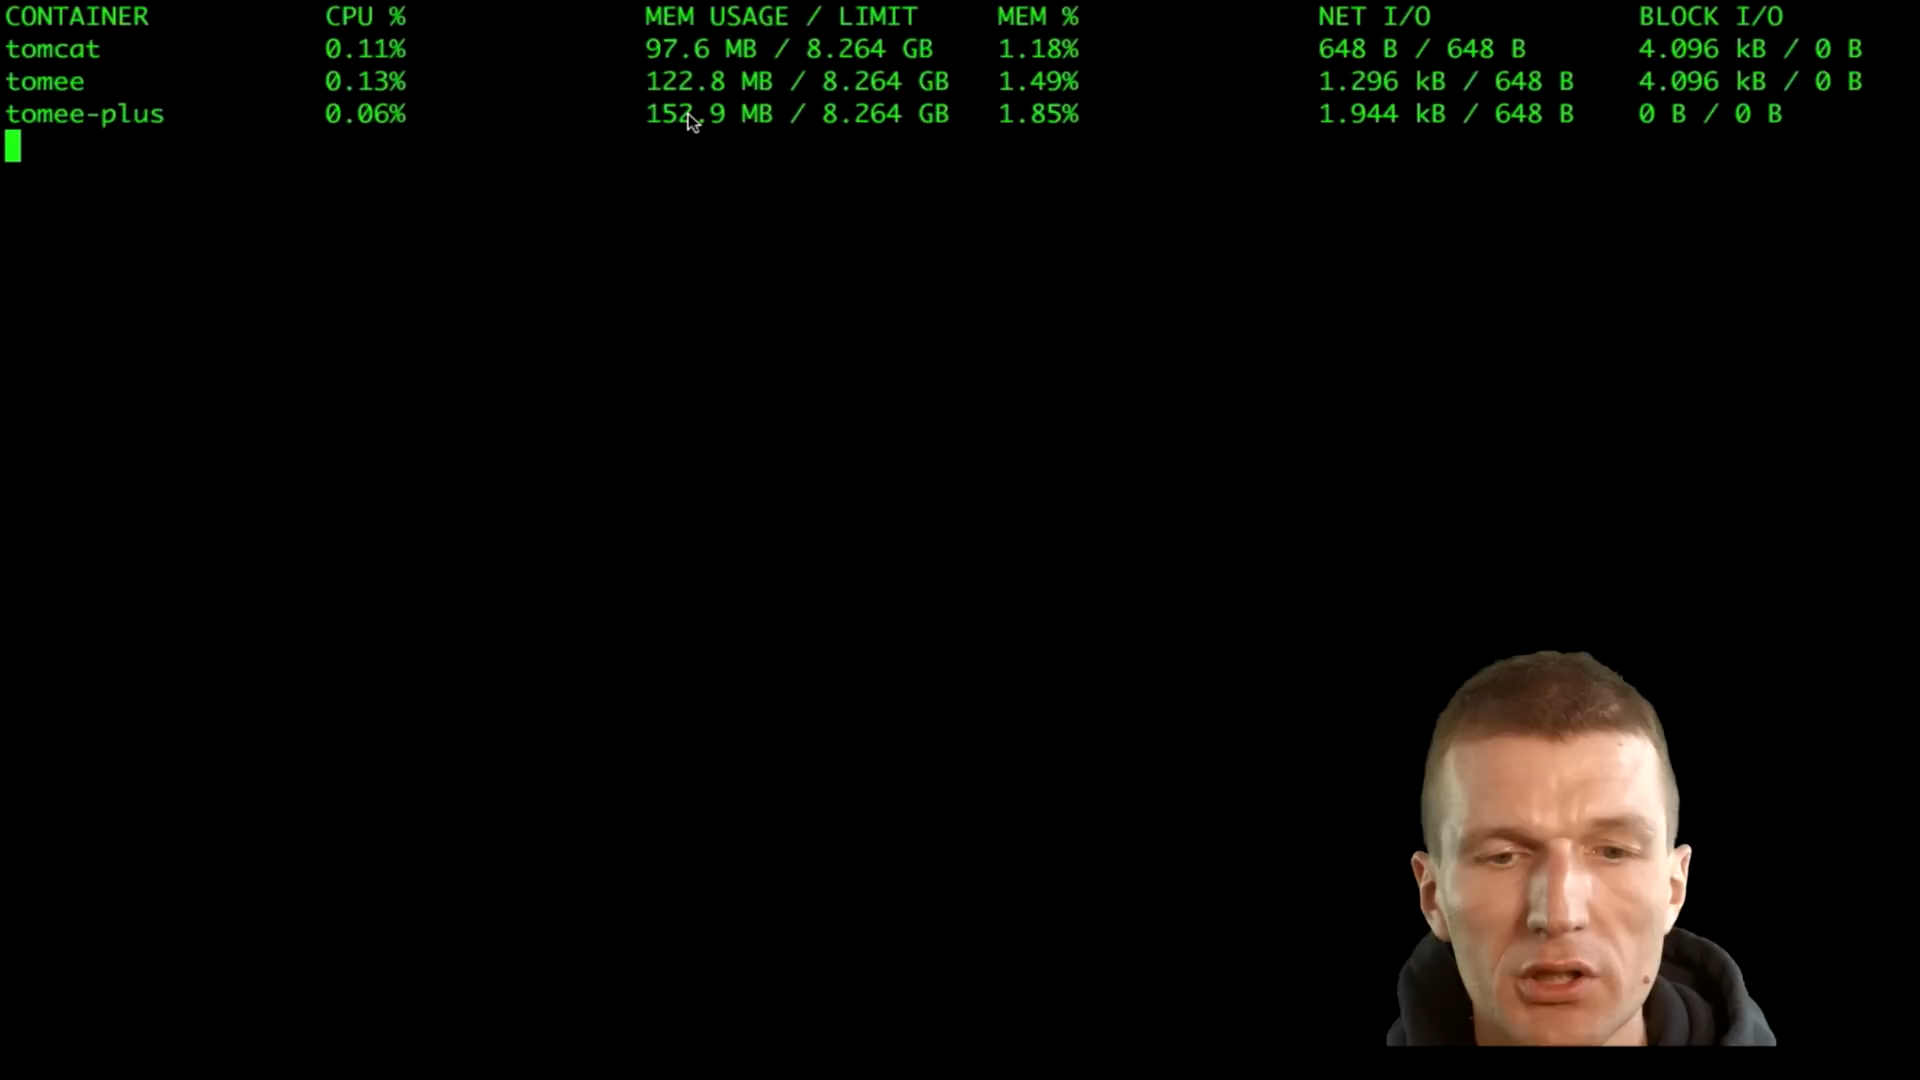 CONTAINER CPU % MEM USAGE / LIMIT MEM % NET I/O BLOCK I/O
tomcat 0.11% 97.6 MB / 8.264 GB 1.18% 648 B / 648 B 4.096 kB / 0 B
tomee 0.13% 122.8 MB / 8.264 GB 1.49% 1.296 kB / 648 B 4.096 kB / 0 B
tomee-plus 0.06% 152.9 MB / 8.264 GB 1.85% 1.944 kB / 648 B 0 B / 0 B